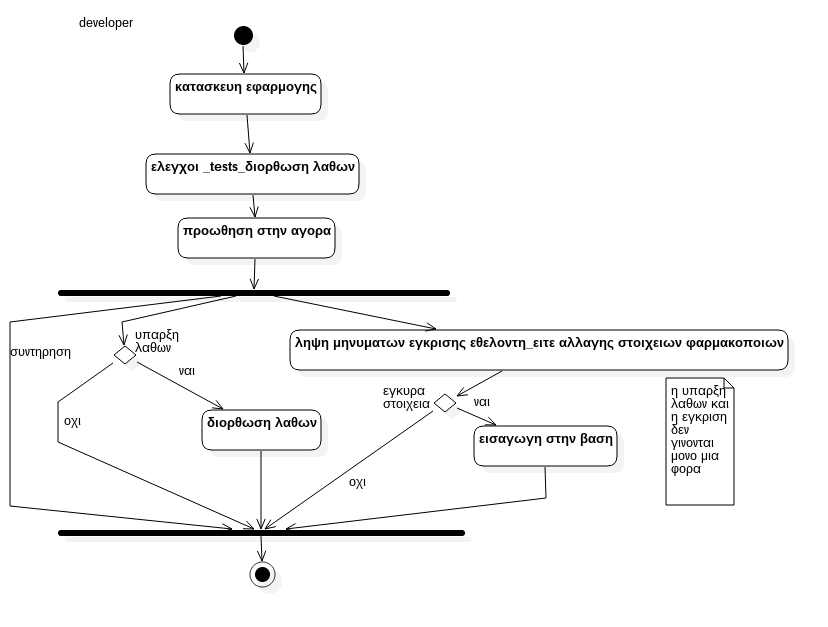 developer
κατασκευη εφαρμογης
ελεγχοι _tests_διορθωση λαθων
προωθηση στην αγορα
συντηρηση
υπαρξη
λαθων
ναι
οχι
διορθωση λαθων
ληψη μηνυματων εγκρισης εθελοντη_ειτε αλλαγης στοιχειων φαρμακοποιων
εγκυρα
στοιχεια
ναι
οχι
εισαγωγη στην βαση
η υπαρξη
λαθων και
η εγκριση
δεν
γινονται
μονο μια
φορα